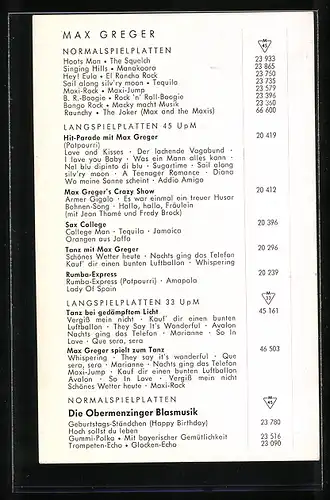 MAX GREGER
NORMALSPIELPLATTEN M 45
Hoots Mon • The Squelch 23 933
Singing Hills • Manakoora 23 865
Hey! Eula • El Rancho Rock 23 750
Sail along silv'ry moon • Tequila 23 735
Maxi-Rock • Maxi-Jump 23 579
B. R.-Boogie • Rock 'n' Roll-Boogie 23 396
Bongo Rock • Macky macht Musik 23 360
Raunchy • The Joker (Max and the Maxis) 66 600
LANGSPIELPLATTEN 45 UpM
Hit-Parade mit Max Greger 20 419
(Potpourri)
Love and Kisses · Der lachende Vagabund ·
I love you Baby · Was ein Mann alles kann ·
Nel blu dipinto di blu · Sugartime · Sail along
silv'ry moon · A Teenager Romance · Diana
Wo meine Sonne scheint · Addio Amigo
Max Greger's Crazy Show 20 412
Armer Gigolo · Es war einmal ein treuer Husar
Bohnen-Song · Hallo, hallo, Fräulein
(mit Jean Thomé und Fredy Brock)
Sax College 20 396
College Man · Tequila · Jamaica
Orangen aus Jaffa
Tanz mit Max Greger 20 296
Schönes Wetter heute · Nachts ging das Telefon
Kauf' dir einen bunten Luftballon · Whispering
Rumba-Express 20 239
Rumba-Express (Potpourri) · Amapola
Lady Of Spain
LANGSPIELPLATTEN 33 UpM M 33
Tanz bei gedämpftem Licht 45 161
Vergiß mein nicht · Kauf' dir einen bunten
Luftballon · They Say It's Wonderful · Avalon
Nachts ging das Telefon · Marianne · So In
Love · Que sera, sera
Max Greger spielt zum Tanz 46 503
Whispering · They say it's wonderful · Que
sera, sera · Marianne · Nachts ging das Telefon
Maxi-Jump · Kauf dir einen bunten Luftballon
Avalon · So In Love · Vergiß mein nicht
Schönes Wetter heute · Maxi-Rock
NORMALSPIELPLATTEN M 45
Die Obermenzinger Blasmusik
Geburtstags-Ständchen (Happy Birthday) 23 780
Hoch sollst du leben
Gummi-Polka • Mit bayerischer Gemütlichkeit 23 516
Trompeten-Echo • Glocken-Echo 23 090